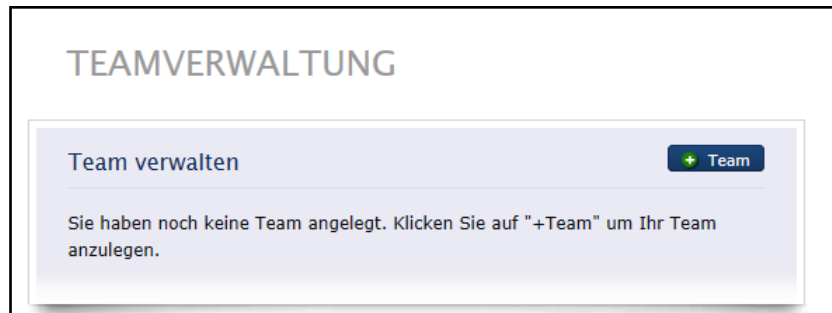 TEAMVERWALTUNG
Team verwalten
Team
Sie haben noch keine Team angelegt. Klicken Sie auf "+Team" um Ihr Team
anzulegen.